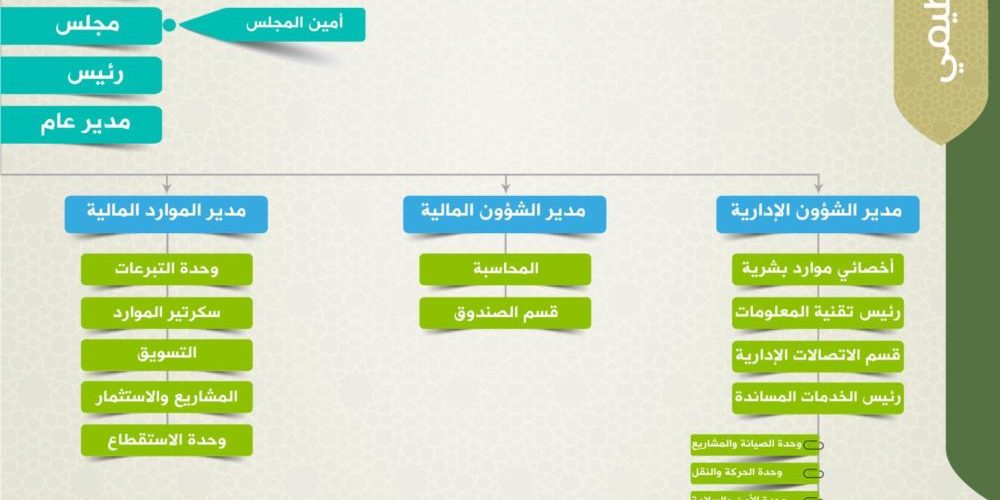 مجلس
أمين المجلس
رئيس
مدير عام
مدير الشؤون الإدارية
أخصائي موارد بشرية
رئيس تقنية المعلومات
قسم الاتصالات الإدارية
رئيس الخدمات المساندة
وحدة الصيانة والمشاريع
وحدة الحركة والنقل
مدير الشؤون المالية
المحاسبة
قسم الصندوق
مدير الموارد المالية
وحدة التبرعات
سكرتير الموارد
التسويق
المشاريع والاستثمار
وحدة الاستقطاع